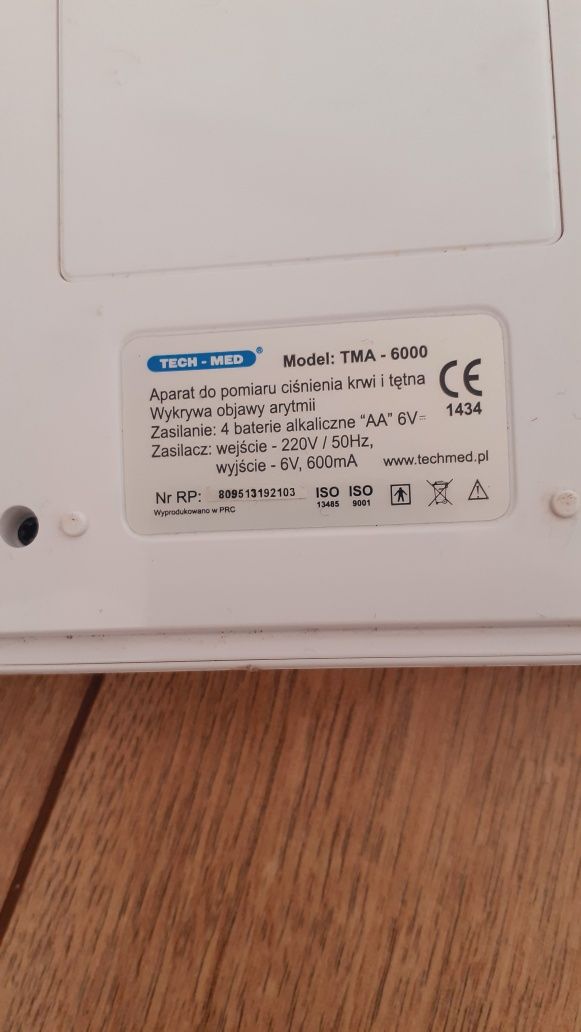 TECH - MED ® Model: TMA - 6000
Aparat do pomiaru ciśnienia krwi i tętna
Wykrywa objawy arytmii
Zasilanie: 4 baterie alkaliczne “AA” 6V⎓
Zasilacz: wejście - 220V / 50Hz,
wyjście - 6V, 600mA
CE
1434
www.techmed.pl
Nr RP: 809513192103
Wyprodukowano w PRC
ISO 13485
ISO 9001